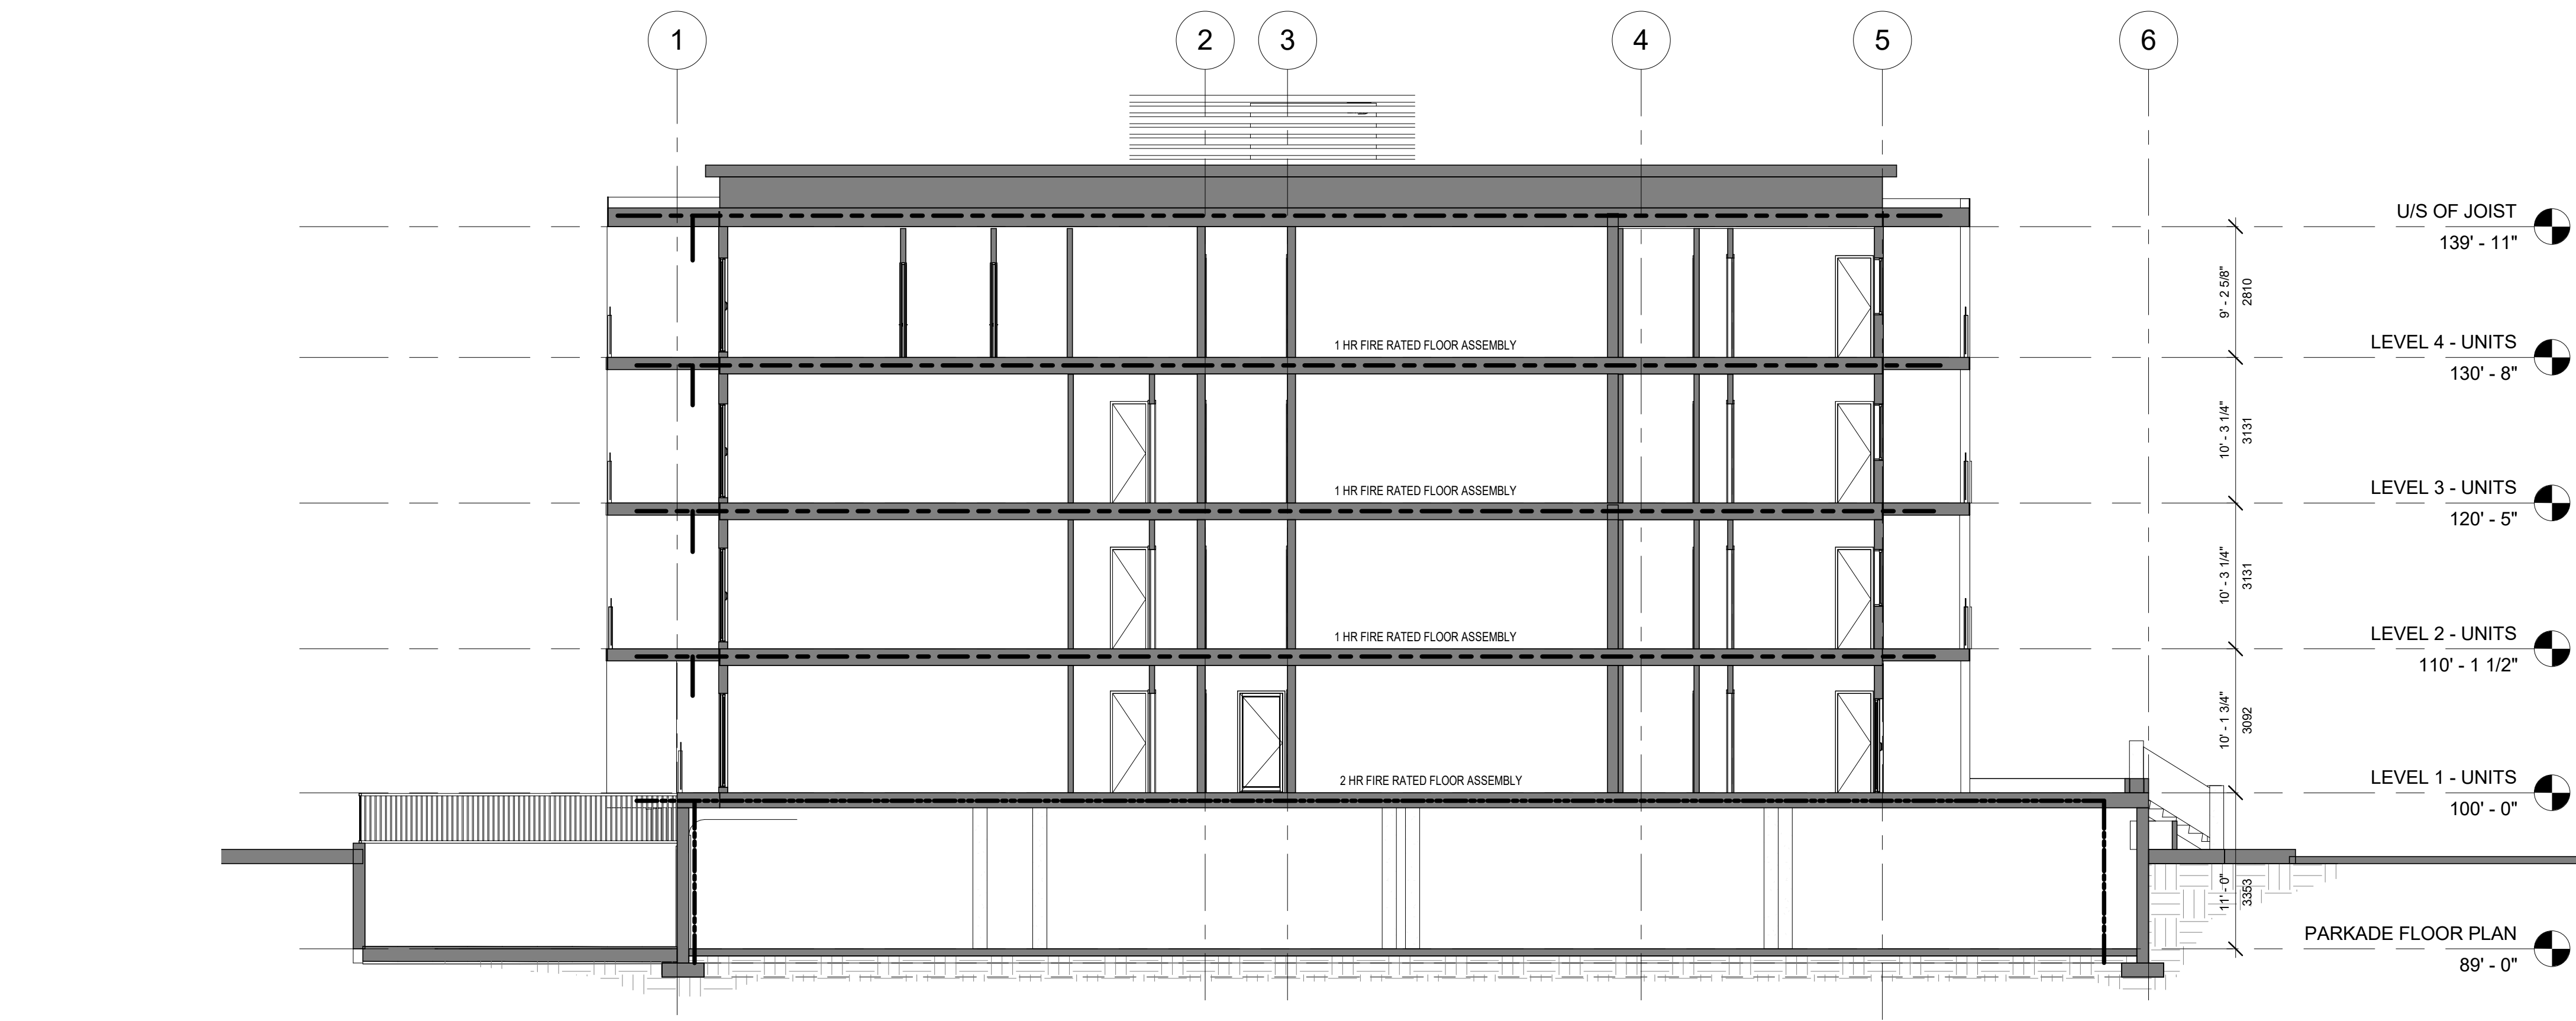 1
2
3
4
5
6
U/S OF JOIST
139' - 11"
9' - 2 5/8"
2810
1 HR FIRE RATED FLOOR ASSEMBLY
LEVEL 4 - UNITS
130' - 8"
10' - 3 1/4"
3131
1 HR FIRE RATED FLOOR ASSEMBLY
LEVEL 3 - UNITS
120' - 5"
10' - 3 1/4"
3131
1 HR FIRE RATED FLOOR ASSEMBLY
LEVEL 2 - UNITS
110' - 1 1/2"
10' - 1 3/4"
3092
2 HR FIRE RATED FLOOR ASSEMBLY
LEVEL 1 - UNITS
100' - 0"
11' - 0"
3353
PARKADE FLOOR PLAN
89' - 0"